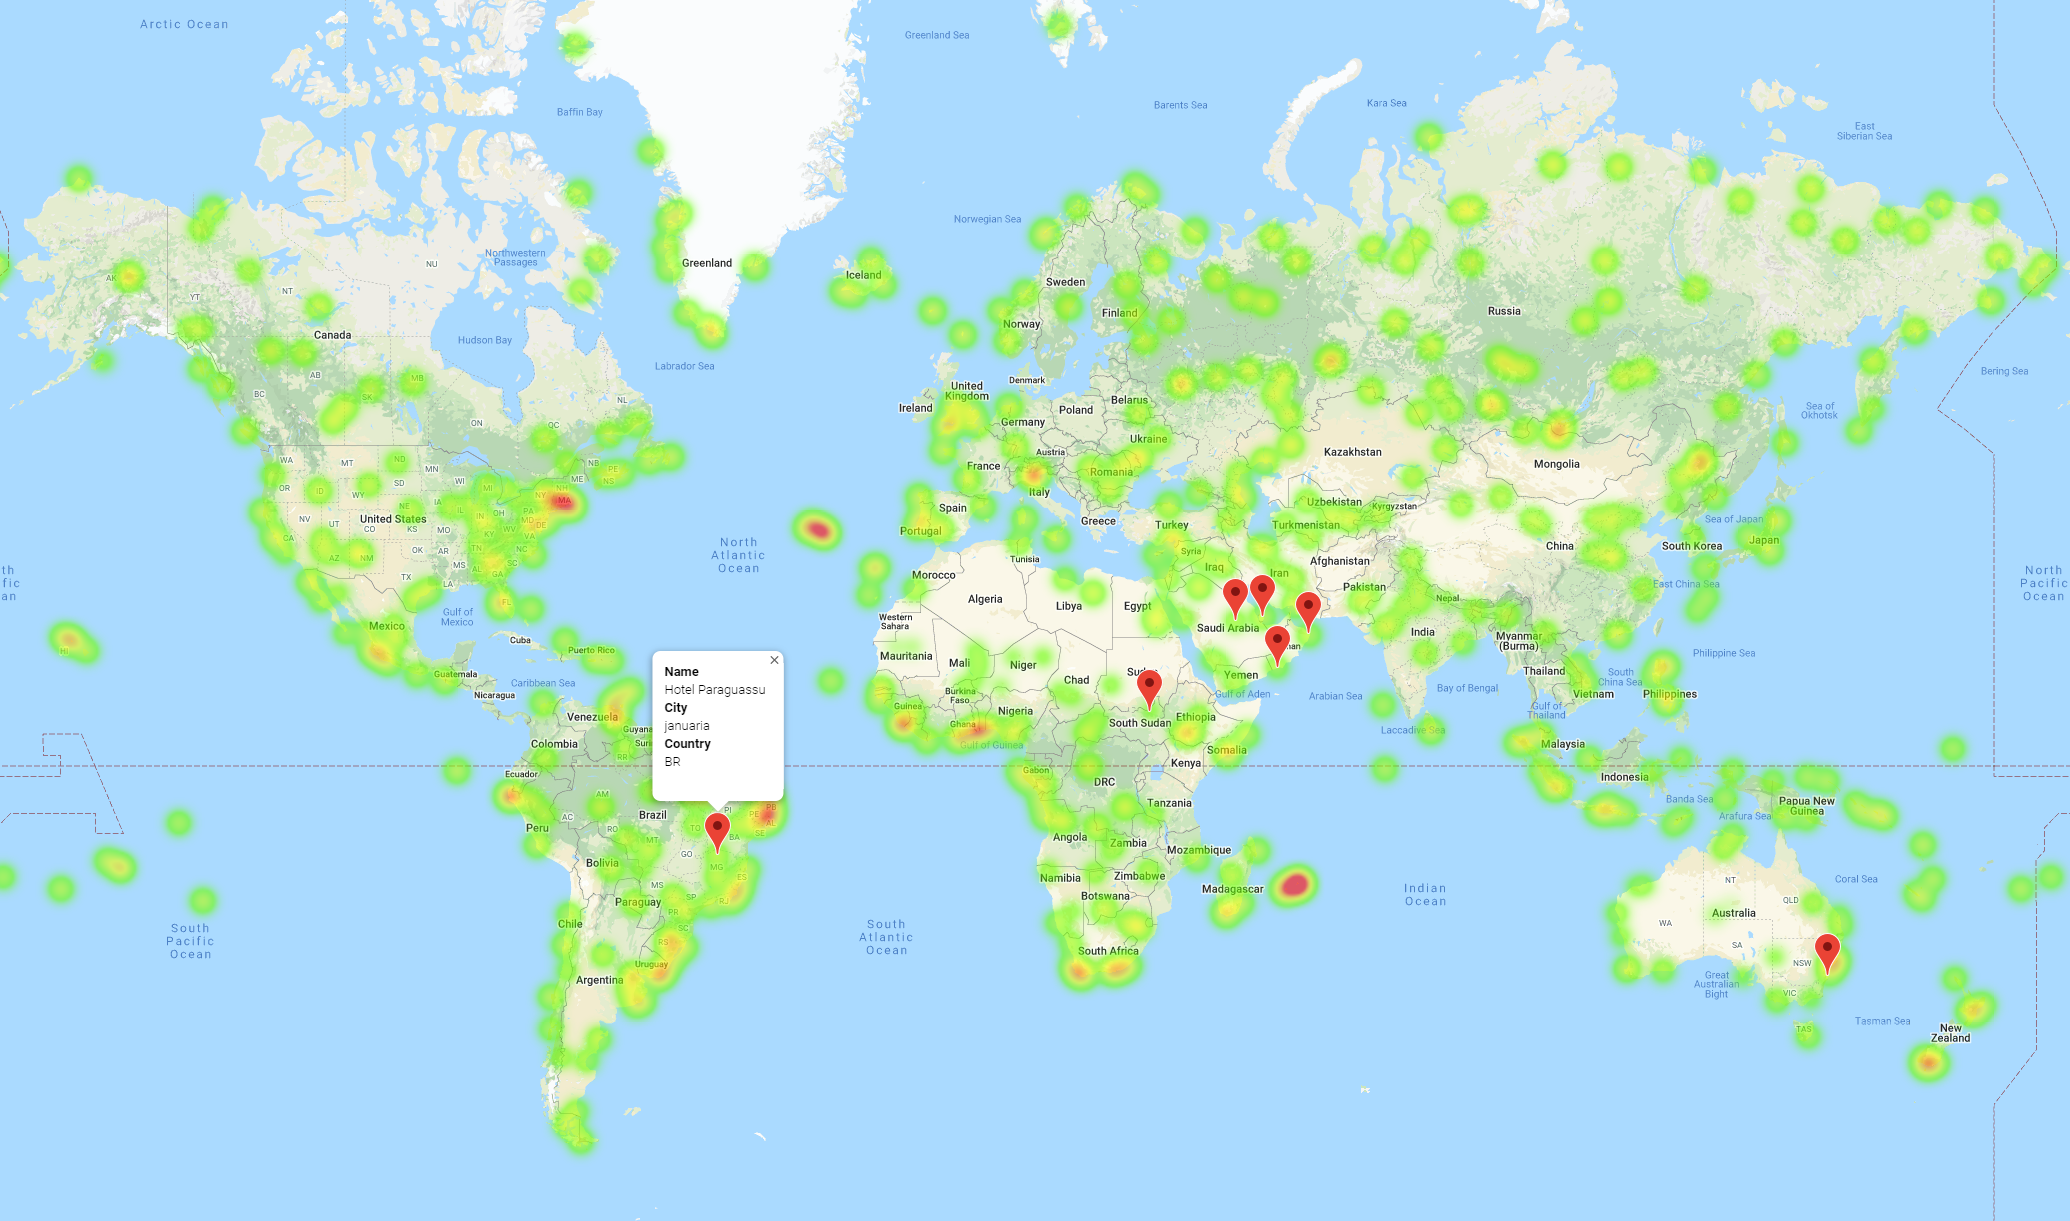 Arctic Ocean
Greenland Sea
Barents Sea
Kara Sea
East
Siberian Sea
Baffin Bay
Norwegian Sea
Northwestern
Passages
NU
Greenland
Iceland
AK
YT
NT
Sweden
Finland
Norway
Russia
Canada
Hudson Bay
Labrador Sea
Bering Sea
Sea of
Okhotsk
AB
MB
SK
BC
ON
QC
NL
United
Kingdom
Ireland
Denmark
Belarus
Poland
Germany
Ukraine
Austria
France
Romania
Kazakhstan
Mongolia
WA
MT
ND
MN
NB
PE
NS
ME
OR
ID
WY
SD
WI
MI
NH
NY
MA
Italy
Spain
Portugal
Greece
Turkey
Uzbekistan
Kyrgyzstan
Turkmenistan
NV
UT
NE
IA
IL
IN
OH
PA
MD
DE
CO
KS
MO
KY
WV
VA
United States
CA
AZ
NM
OK
AR
TN
NC
SC
MS
AL
GA
TX
LA
FL
North
Atlantic
Ocean
Tunisia
Syria
Iraq
Iran
Afghanistan
Pakistan
China
South Korea
Sea of Japan
Japan
East China Sea
North
Pacific
Ocean
th
fic
an
Morocco
Algeria
Libya
Egypt
Western
Sahara
Saudi Arabia
Nepal
India
Myanmar
(Burma)
Philippine Sea
Gulf of
Mexico
Mexico
Cuba
Puerto Rico
HI
Mauritania
Mali
Niger
Chad
Yemen
Gulf of Aden
Arabian Sea
Bay of Bengal
Thailand
Vietnam
South
China Sea
Philippines
Guatemala
Nicaragua
Caribbean Sea
Burkina
Faso
Guinea
Ghana
Nigeria
Gulf of Guinea
South Sudan
Ethiopia
Somalia
Laccadive Sea
Gulf of
Thailand
Malaysia
Venezuela
Guyana
Colombia
RR
Ecuador
Name
Hotel Paraguassu
City
januaria
Country
BR
Gabon
DRC
Kenya
Tanzania
Indonesia
Banda Sea
Papua New
Guinea
Arafura Sea
AM
AC
RO
Brazil
TO
PI
PB
PE
AL
SE
BA
Peru
MT
GO
MG
Bolivia
MS
ES
SP
RJ
Paraguay
PR
SC
Chile
RS
Uruguay
Argentina
Angola
Zambia
Mozambique
Namibia
Zimbabwe
Botswana
Madagascar
South Africa
South
Atlantic
Ocean
South
Pacific
Ocean
Indian
Ocean
NT
Coral Sea
QLD
WA
Australia
SA
NSW
Great
Australian
Bight
VIC
TAS
Tasman Sea
New
Zealand